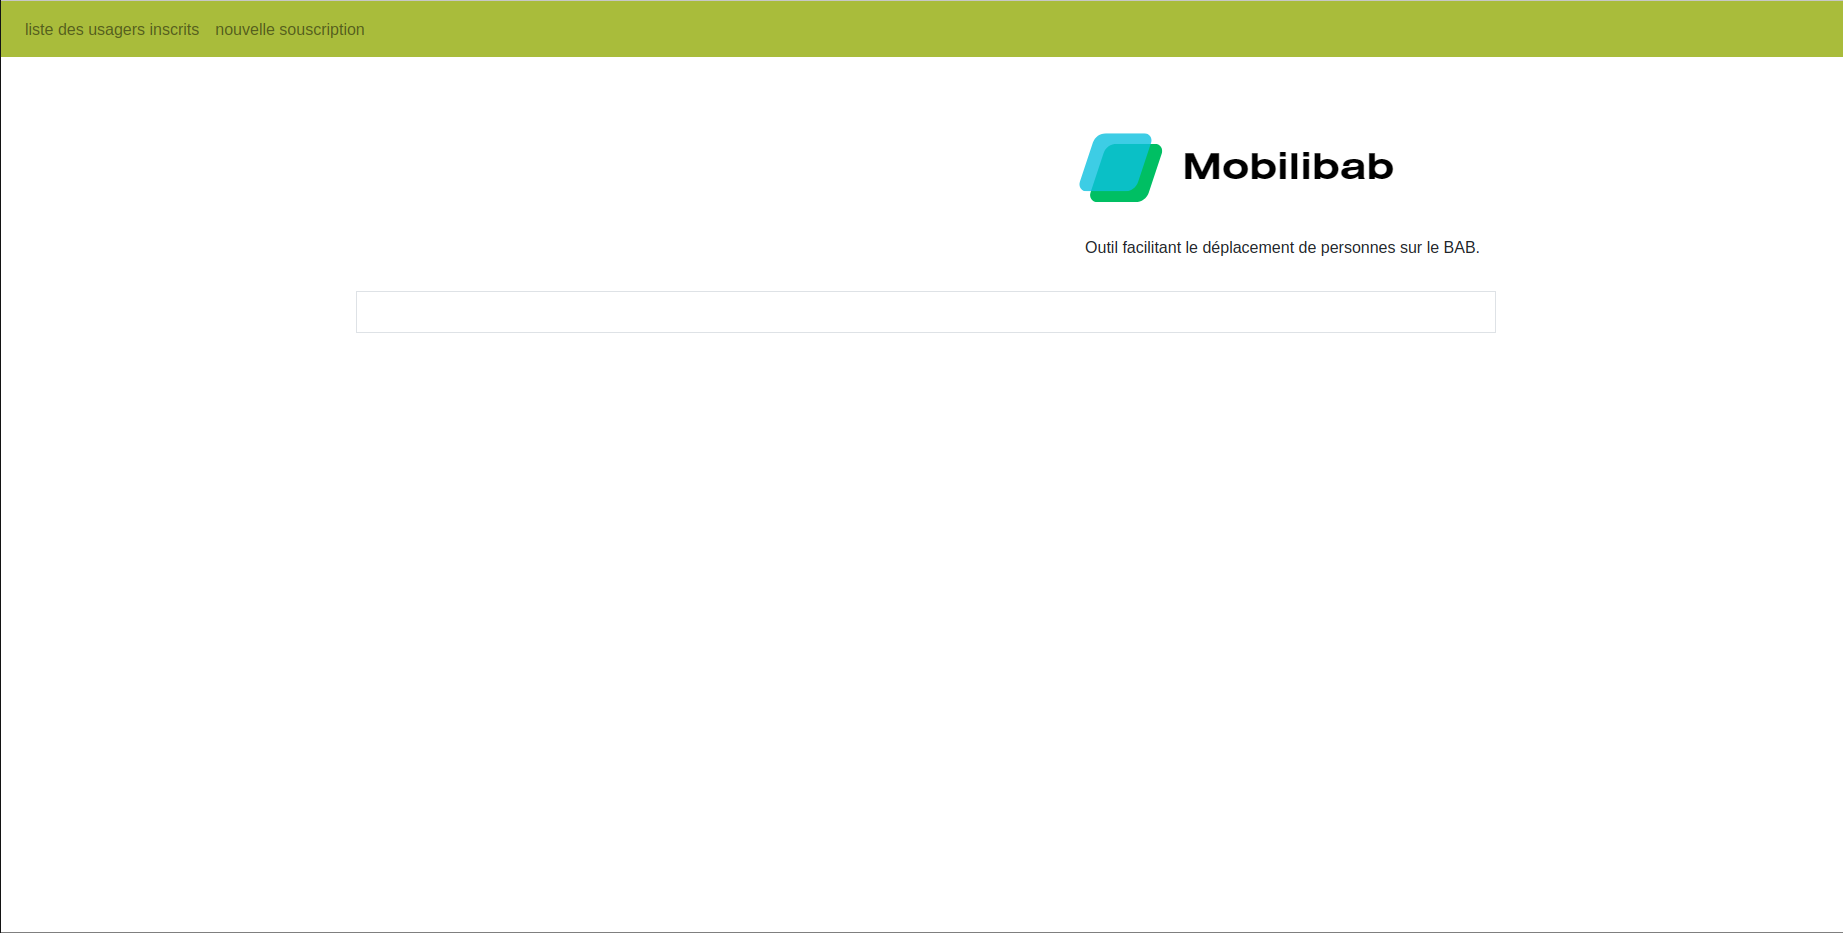 liste des usagers inscrits nouvelle souscription
Mobilibab
Outil facilitant le déplacement de personnes sur le BAB.